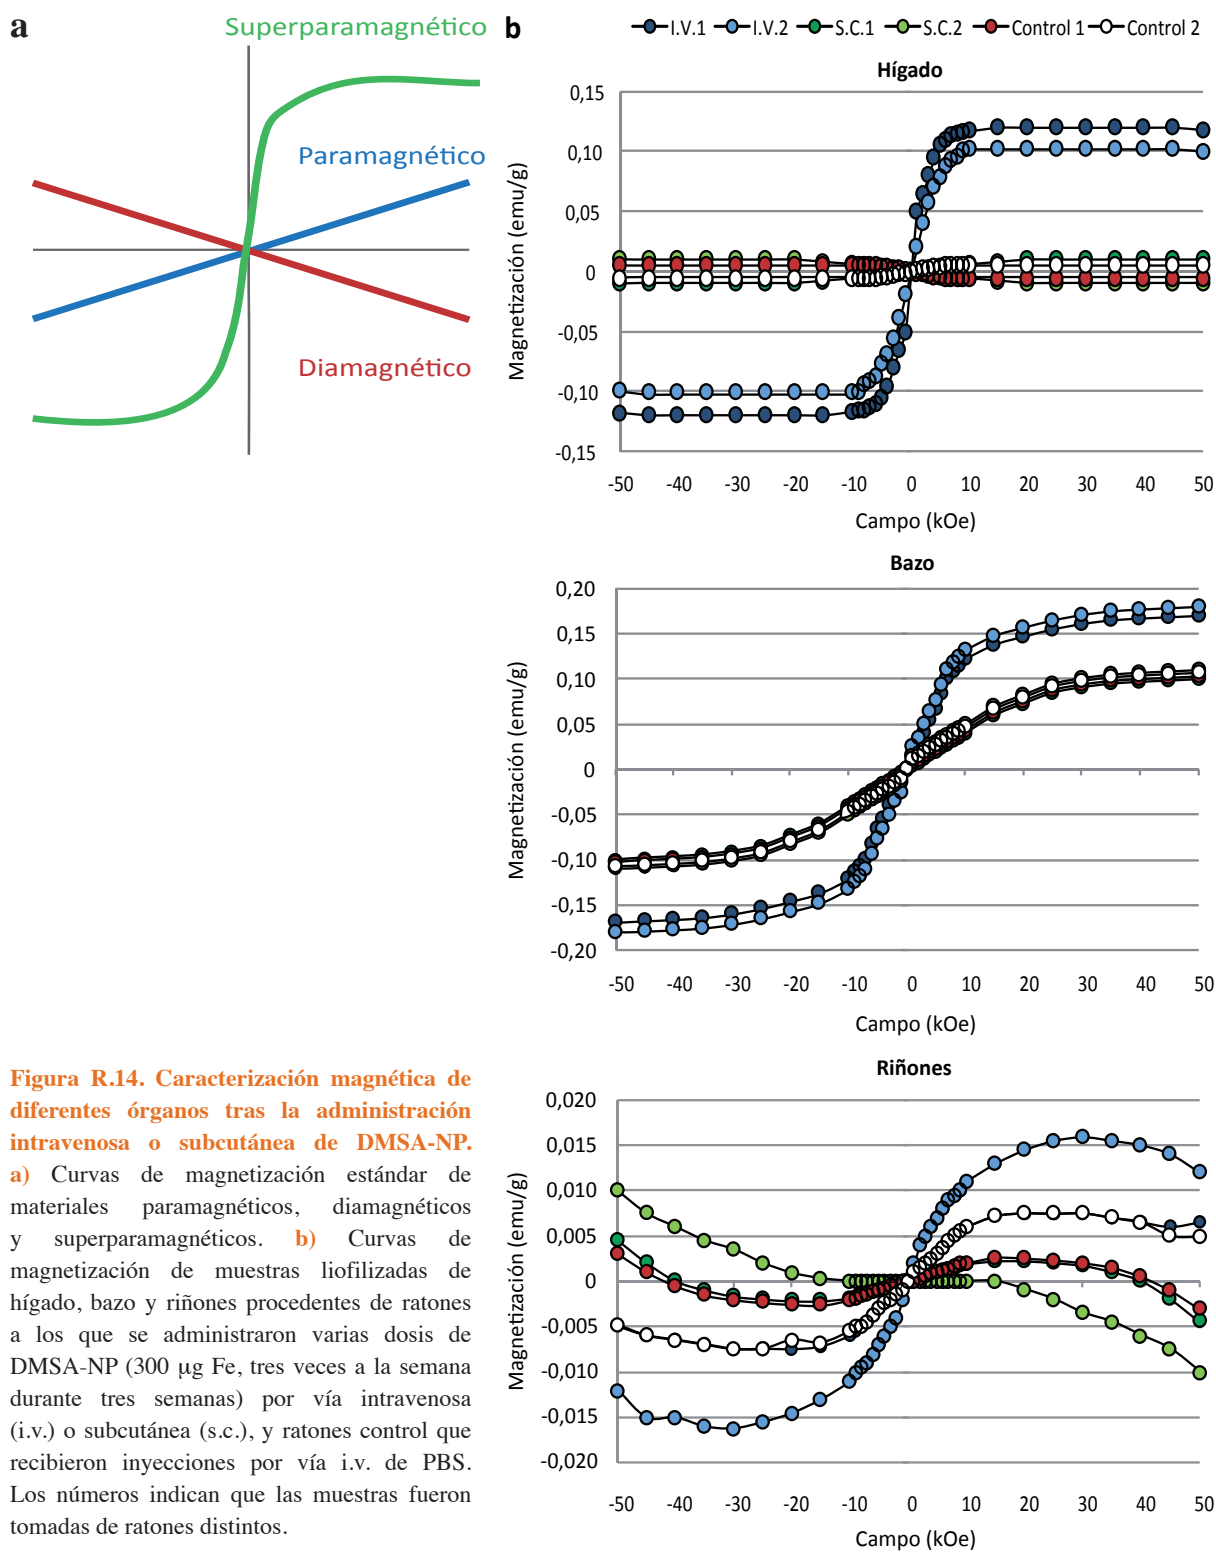 a
Superparamagnético
Paramagnético
Diamagnético
b
I.V.1 I.V.2 S.C.1 S.C.2 Control 1 Control 2
Hígado
Magnetización (emu/g)
0,15
0,10
0,05
0
-0,05
-0,10
-0,15
-50 -40 -30 -20 -10 0 10 20 30 40 50
Campo (kOe)
Bazo
Magnetización (emu/g)
0,20
0,15
0,10
0,05
0
-0,05
-0,10
-0,15
-0,20
-50 -40 -30 -20 -10 0 10 20 30 40 50
Campo (kOe)
Riñones
Magnetización (emu/g)
0,020
0,015
0,010
0,005
0
-0,005
-0,010
-0,015
-0,020
-50 -40 -30 -20 -10 0 10 20 30 40 50
Campo (kOe)
Figura R.14. Caracterización magnética de
diferentes órganos tras la administración
intravenosa o subcutánea de DMSA-NP.
a) Curvas de magnetización estándar de
materiales paramagnéticos, diamagnéticos
y superparamagnéticos. b) Curvas de
magnetización de muestras liofilizadas de
hígado, bazo y riñones procedentes de ratones
a los que se administraron varias dosis de
DMSA-NP (300 µg Fe, tres veces a la semana
durante tres semanas) por vía intravenosa
(i.v.) o subcutánea (s.c.), y ratones control que
recibieron inyecciones por vía i.v. de PBS.
Los números indican que las muestras fueron
tomadas de ratones distintos.